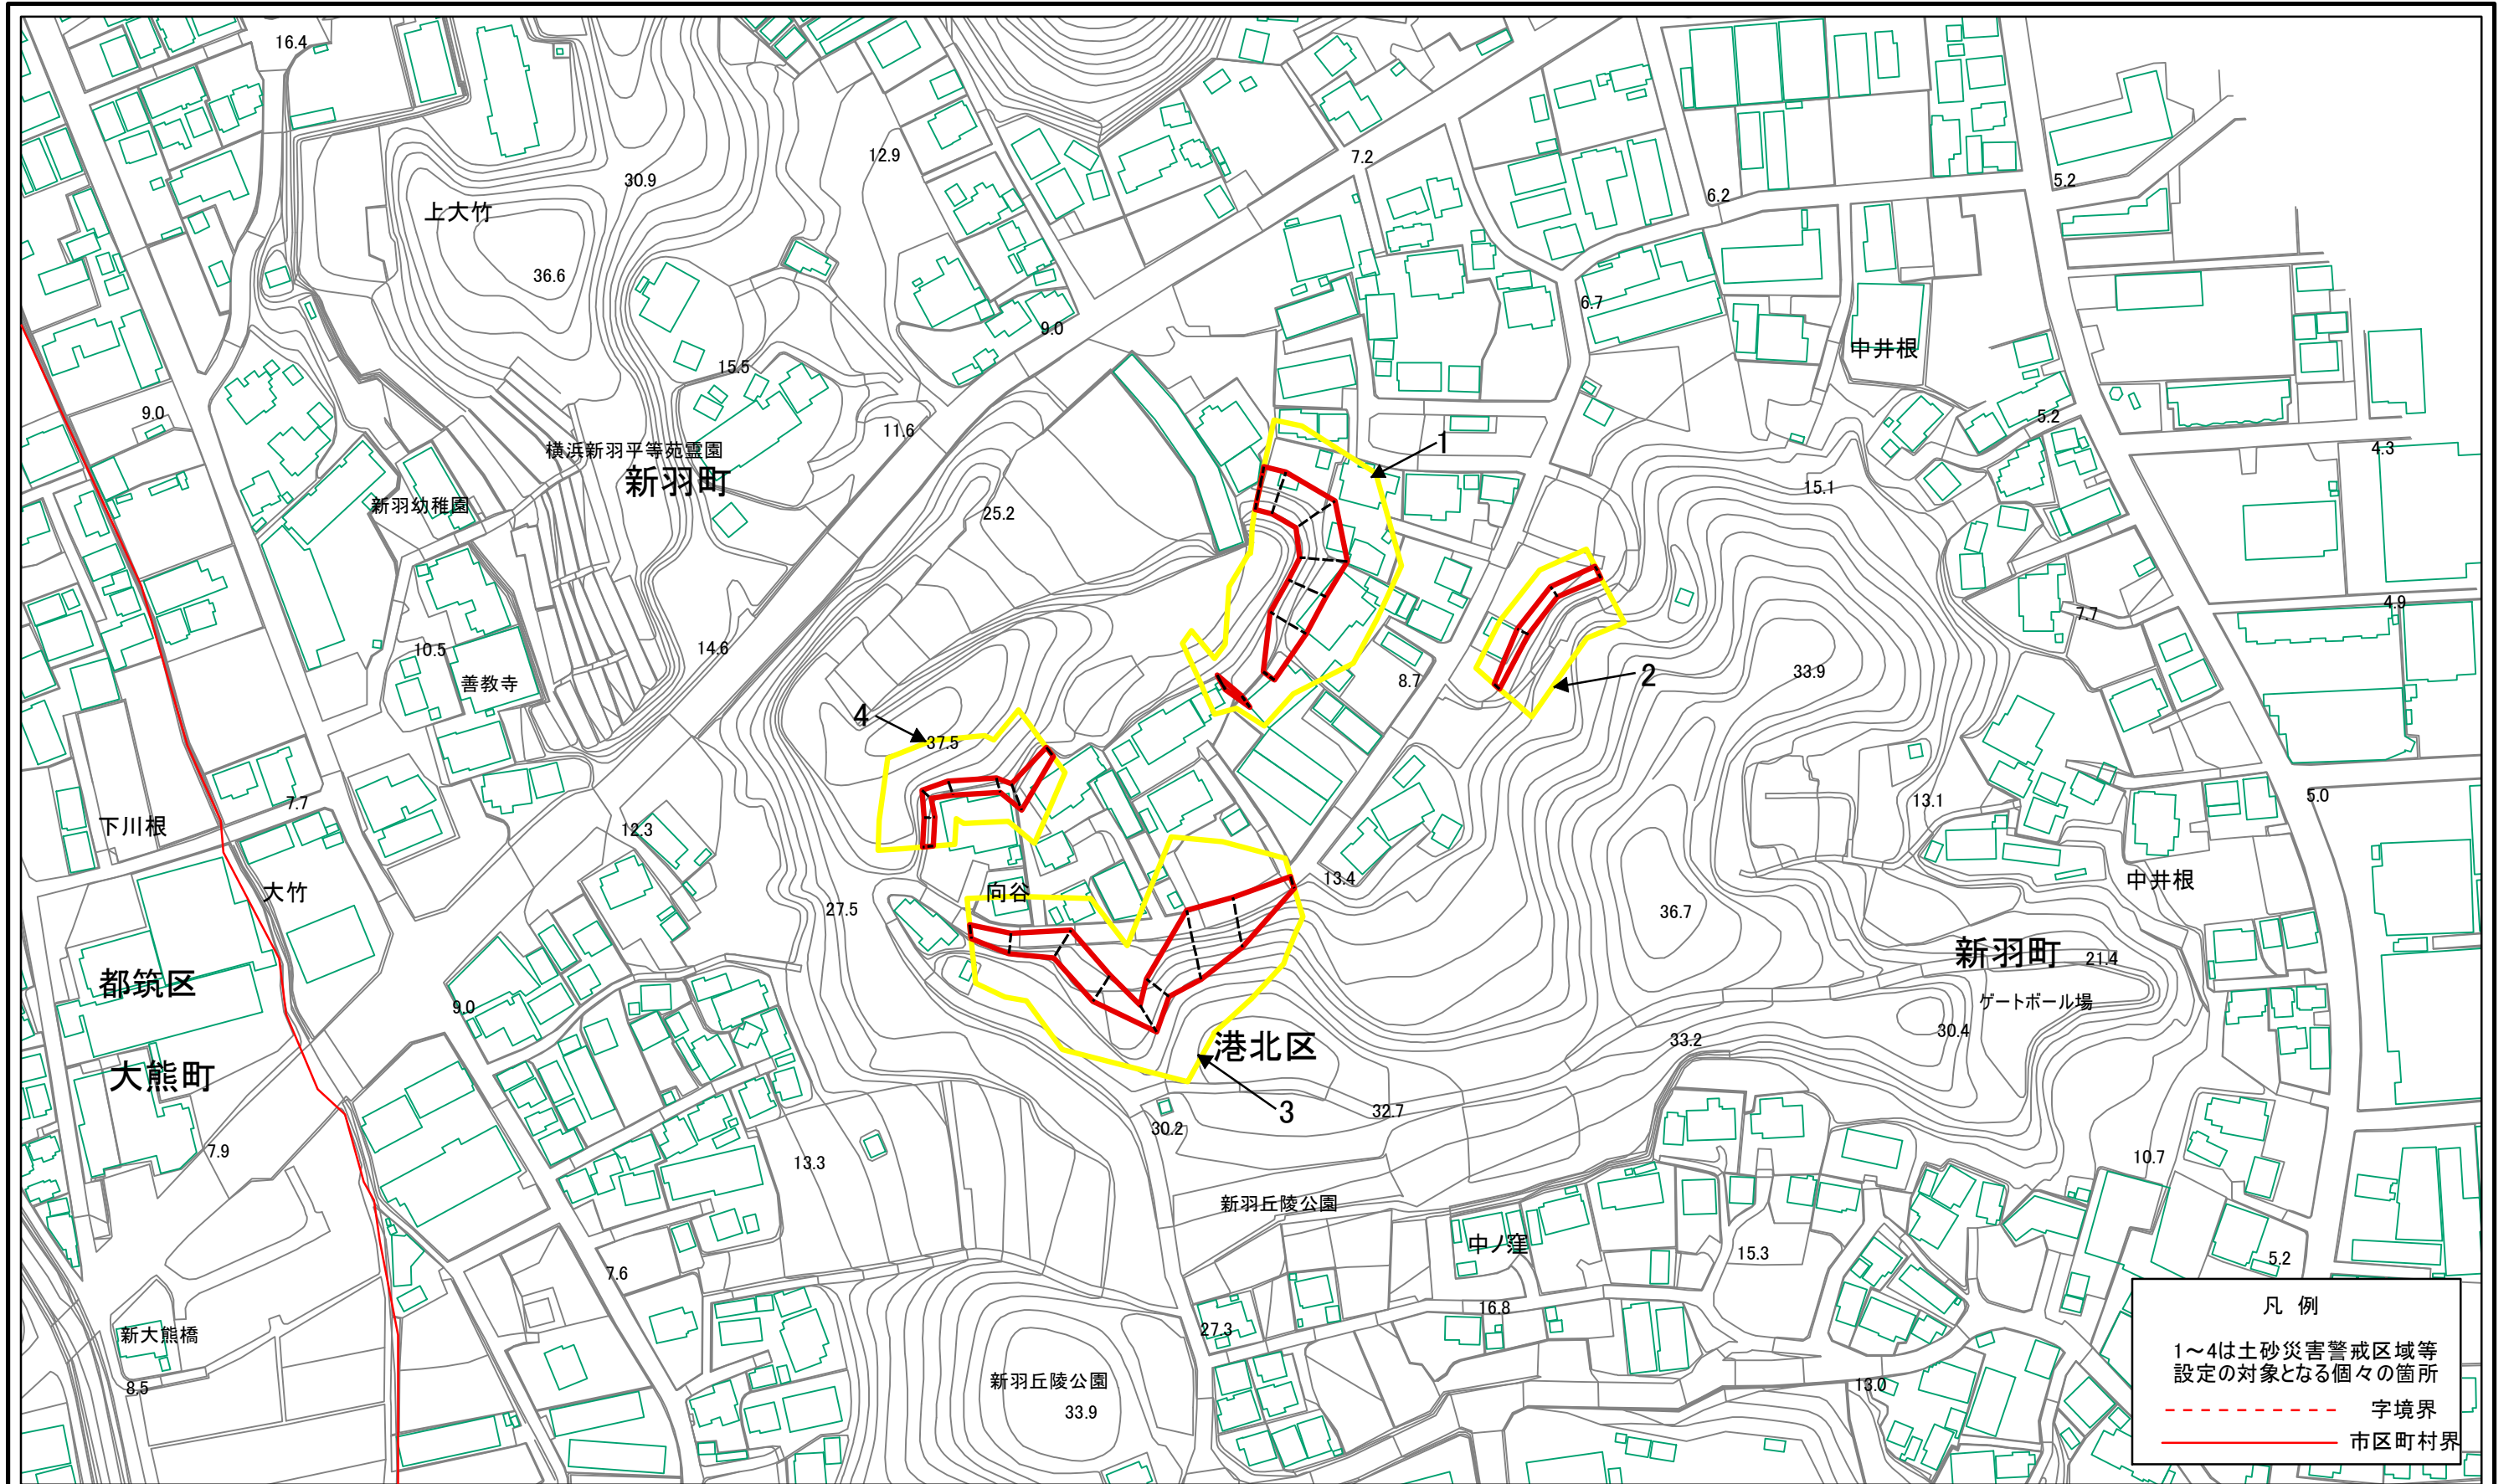 16.4
12.9
7.2
5.2
30.9
上大竹
6.2
36.6
6.7
9.0
中井根
15.5
9.0
11.6
5.2
横浜新羽平等苑霊園
1
4.3
新羽町
15.1
新羽幼稚園
25.2
4.9
7.7
10.5
14.6
善教寺
8.7
2
33.9
4
37.5
7.7
13.1
5.0
下川根
12.3
大竹
向谷
13.4
中井根
27.5
36.7
都筑区
新羽町
21.4
9.0
ゲートボール場
港北区
33.2
30.4
大熊町
3
32.7
30.2
7.9
13.3
10.7
新羽丘陵公園
中ノ窪
15.3
5.2
7.6
16.8
新大熊橋
27.3
新羽丘陵公園
8.5
13.0
33.9
凡 例
1～4は土砂災害警戒区域等
設定の対象となる個々の箇所
字境界
市区町村界